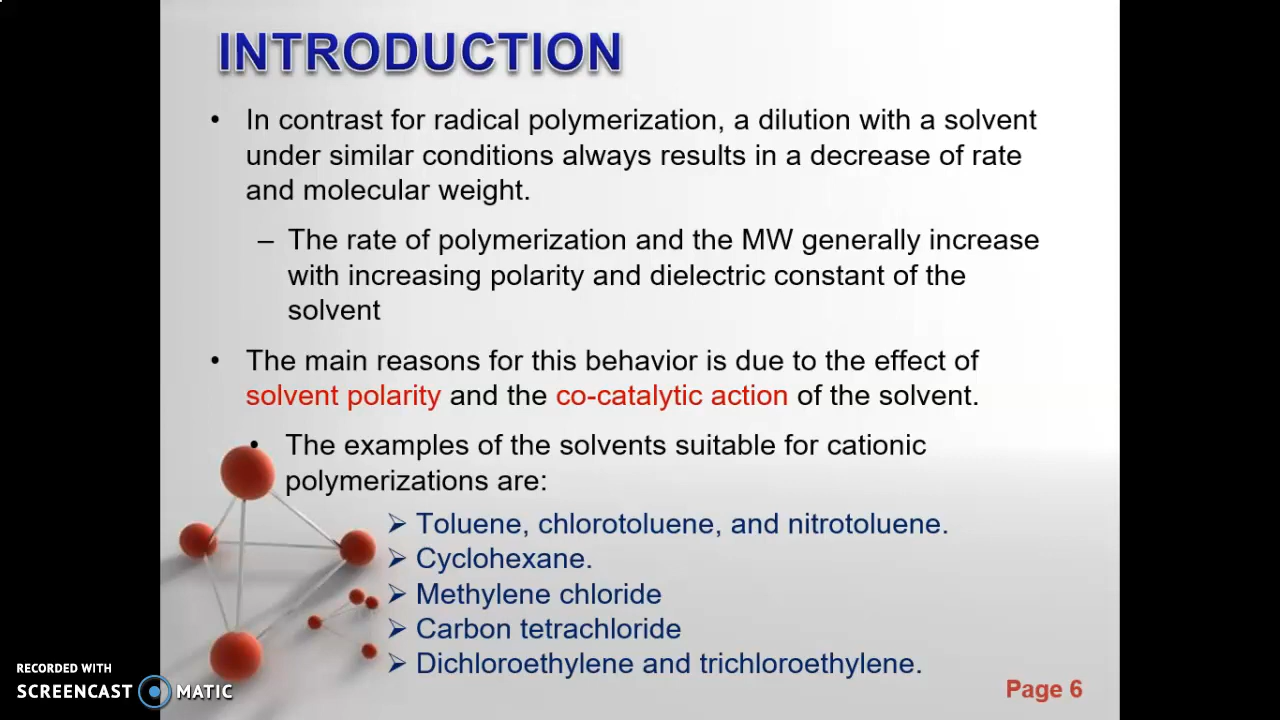 INTRODUCTION
• In contrast for radical polymerization, a dilution with a solvent
under similar conditions always results in a decrease of rate
and molecular weight.
– The rate of polymerization and the MW generally increase
with increasing polarity and dielectric constant of the
solvent
• The main reasons for this behavior is due to the effect of
solvent polarity and the co-catalytic action of the solvent.
• The examples of the solvents suitable for cationic
polymerizations are:
➢ Toluene, chlorotoluene, and nitrotoluene.
➢ Cyclohexane.
➢ Methylene chloride
➢ Carbon tetrachloride
➢ Dichloroethylene and trichloroethylene.
RECORDED WITH
SCREENCAST MATIC
Page 6